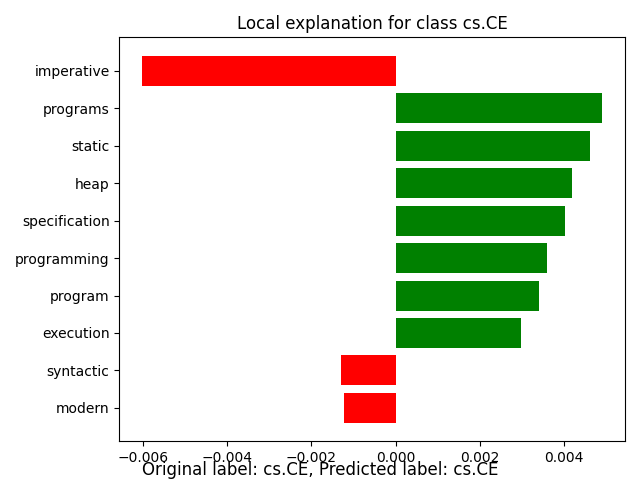 Local explanation for class cs.CE
imperative
programs
static
heap
specification
programming
program
execution
syntactic
modern
−0.006 −0.004 −0.002 0.000 0.002 0.004
Original label: cs.CE, Predicted label: cs.CE